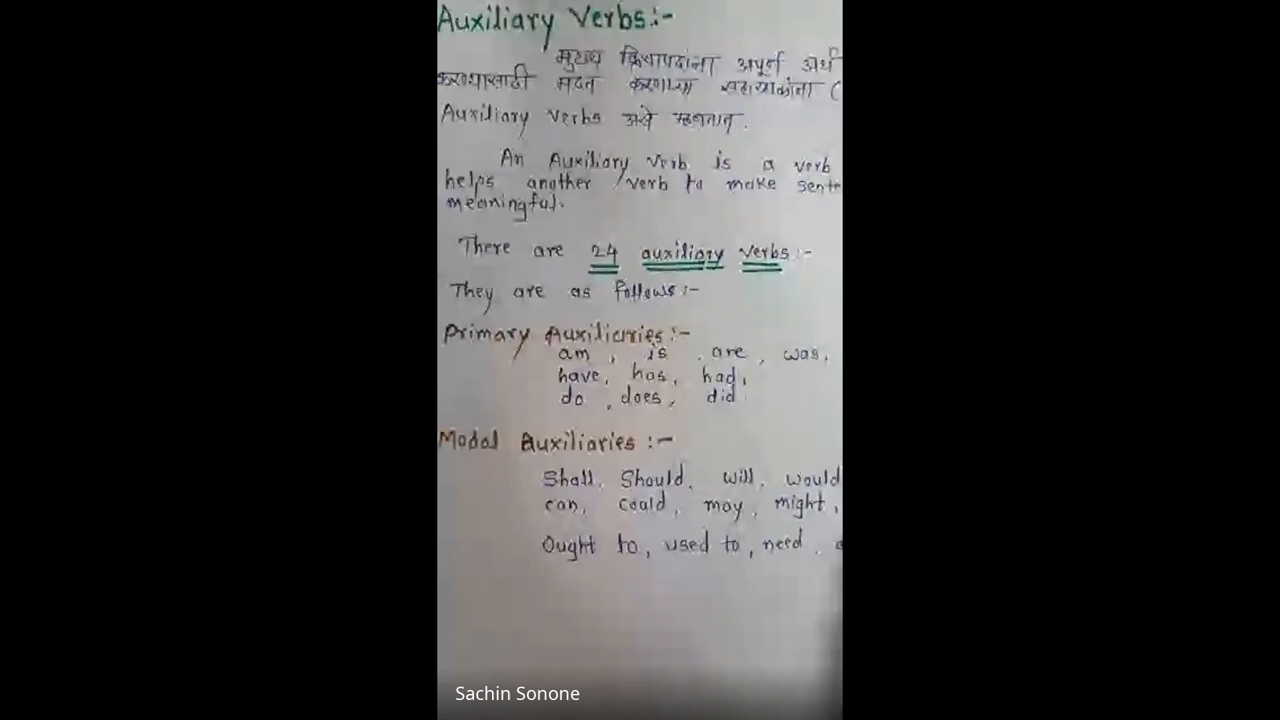 Auxiliary Verbs:-
मुख्य क्रियापदांना अपूर्ण अर्थ
करण्यासाठी मदत करणाऱ्या सहाय्यकांना (
Auxiliary verbs असे म्हणतात.
An Auxiliary verb is a verb
helps another verb to make sente
meaningful.
There are 24 auxiliary verbs:-
They are as follows:-
Primary Auxiliaries:-
am, is, are, was,
have, has, had,
do, does, did
Modal Auxiliaries :-
Shall, Should, will, would
can, could, may, might,
Ought to, used to, need,
Sachin Sonone